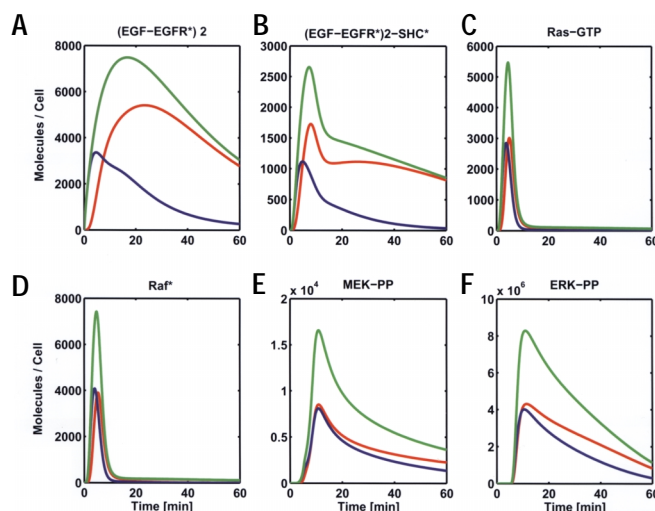 A
(EGF−EGFR*) 2
8000
6000
4000
2000
0
0 20 40 60
Molecules / Cell
B
(EGF−EGFR*)2−SHC*
3000
2500
2000
1500
1000
500
0
0 20 40 60
C
Ras−GTP
6000
5000
4000
3000
2000
1000
0
0 20 40 60
D
Raf*
8000
6000
4000
2000
0
0 20 40 60
Molecules / Cell
Time [min]
E
MEK−PP
x 10⁴
2
1.5
1
0.5
0
0 20 40 60
Time [min]
F
ERK−PP
x 10⁶
10
8
6
4
2
0
0 20 40 60
Time [min]